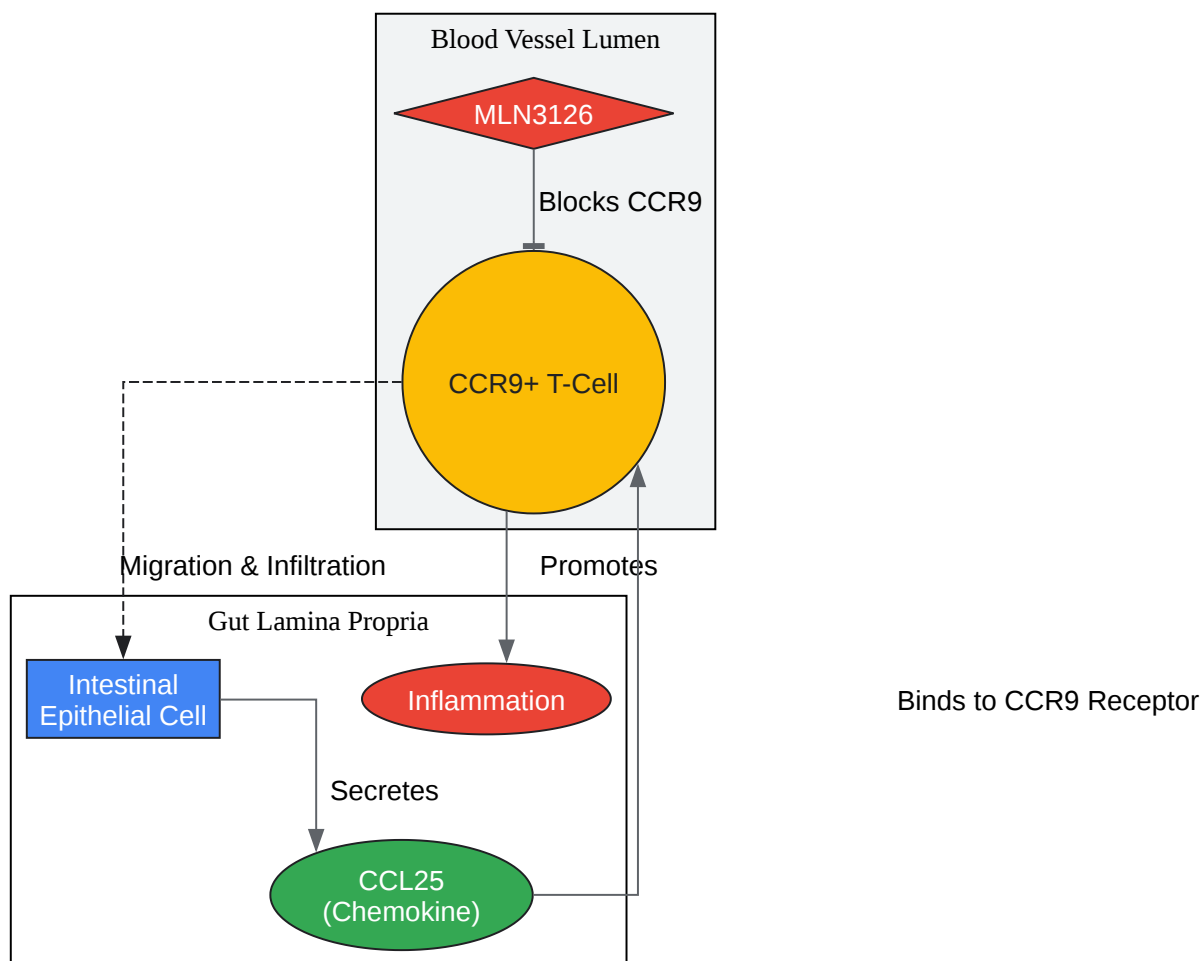 Blood Vessel Lumen
MLN3126
Blocks CCR9
CCR9+ T-Cell
Migration & Infiltration
Promotes
Gut Lamina Propria
Intestinal
Epithelial Cell
Inflammation
Binds to CCR9 Receptor
Secretes
CCL25
(Chemokine)